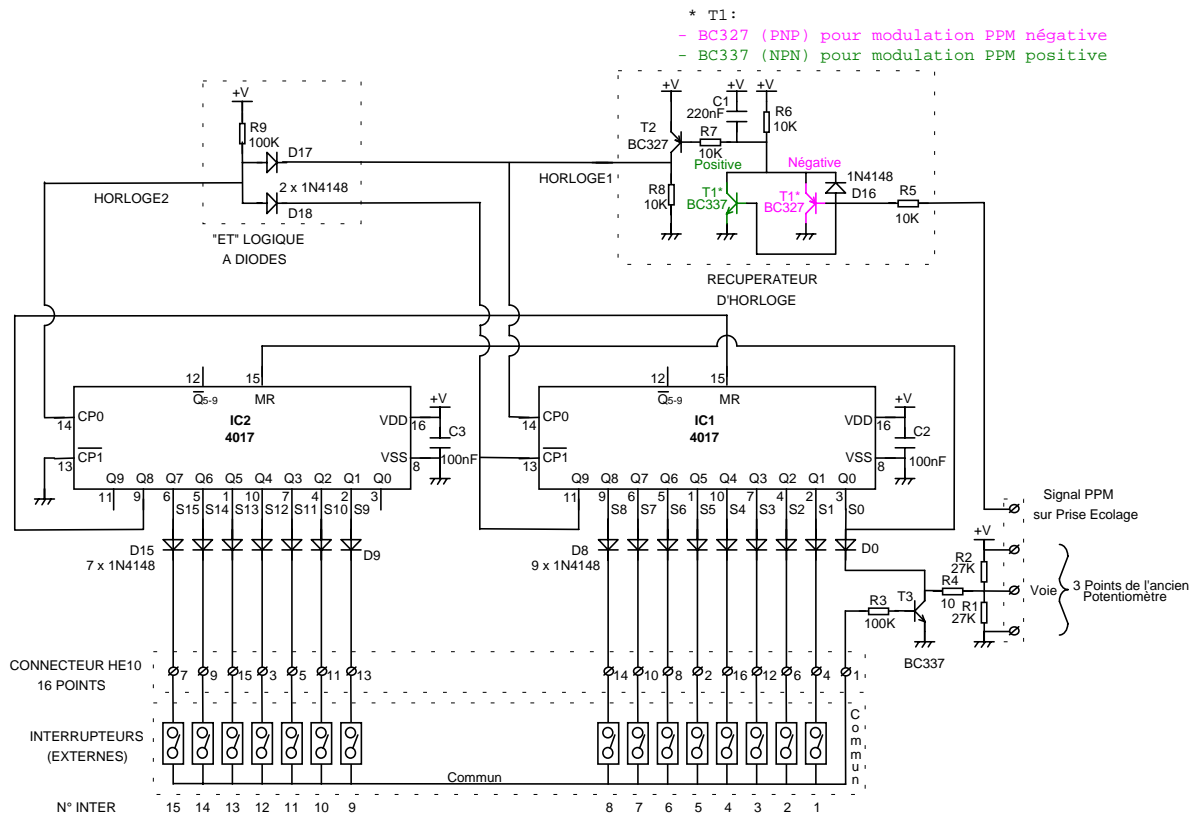 * T1:
- BC327 (PNP) pour modulation PPM négative
- BC337 (NPN) pour modulation PPM positive
+V
R9
100K
D17
2 x 1N4148
D18
HORLOGE2
"ET" LOGIQUE
A DIODES
+V
T2
BC327
R7
10K
C1
220nF
+V
+V
R6
10K
HORLOGE1
R8
10K
Positive
T1*
BC337
Négative
T1*
BC327
1N4148
D16
R5
10K
RECUPERATEUR
D'HORLOGE
12
15
Q5-9
MR
IC2
4017
14
CP0
13
CP1
VDD
16
VSS
8
+V
C3
100nF
Q9
Q8
Q7
Q6
Q5
Q4
Q3
Q2
Q1
Q0
11
9
6
5
1
10
7
4
2
3
S15
S14
S13
S12
S11
S10
S9
D15
7 x 1N4148
D9
12
15
Q5-9
MR
IC1
4017
14
CP0
13
CP1
VDD
16
VSS
8
+V
C2
100nF
Q9
Q8
Q7
Q6
Q5
Q4
Q3
Q2
Q1
Q0
11
9
6
5
1
10
7
4
2
3
S8
S7
S6
S5
S4
S3
S2
S1
S0
D8
9 x 1N4148
D0
Signal PPM
sur Prise Ecolage
+V
R2
27K
R4
10
R1
27K
Voie
3 Points de l'ancien
Potentiomètre
R3
100K
T3
BC337
CONNECTEUR HE10
16 POINTS
7
9
15
3
5
11
13
14
10
8
2
16
12
6
4
1
INTERRUPTEURS
(EXTERNES)
Commun
Commun
N° INTER
15
14
13
12
11
10
9
8
7
6
5
4
3
2
1